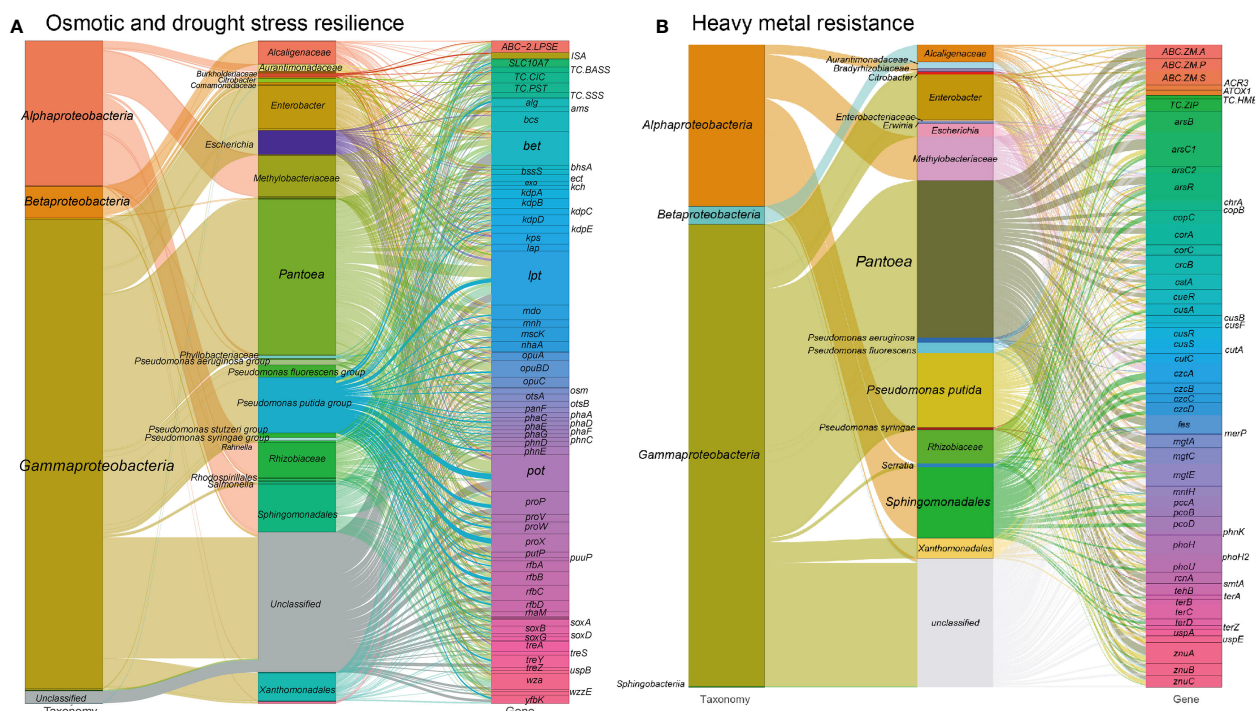 A
Osmotic and drought stress resilience
Alphaproteobacteria
Betaproteobacteria
Gammaproteobacteria
Unclassified
Taxonomy
Alcaligenaceae
Aurantimonadaceae
Burkholderiaceae
Citrobacter
Comamonadaceae
Enterobacter
Escherichia
Methylobacteriaceae
Pantoea
Phyllobacteriaceae
Pseudomonas aeruginosa group
Pseudomonas fluorescens group
Pseudomonas putida group
Pseudomonas stutzeri group
Pseudomonas syringae group
Rahnella
Rhizobiaceae
Rhodospirillales
Salmonella
Sphingomonadales
Unclassified
Xanthomonadales
ABC-2.LPSE
ISA
SLC10A7
TC.BASS
TC.CIC
TC.PST
TC.SSS
alg
ams
bcs
bet
bhsA
bssS
ect
exo
kch
kdpA
kdpB
kdpC
kdpD
kdpE
kps
lap
lpt
mdo
mnh
mscK
nhaA
opuA
opuBD
opuC
osm
otsA
otsB
panF
phaA
phaC
phaD
phaE
phaF
phaG
phnC
phnD
phnE
pot
proP
proV
proW
proX
putP
puuP
rfbA
rfbB
rfbC
rfbD
rhaM
soxA
soxB
soxD
soxG
treA
treS
treY
treZ
uspB
wza
wzzE
yfbK
Gene
B
Heavy metal resistance
Alphaproteobacteria
Betaproteobacteria
Gammaproteobacteria
Sphingobacteriia
Taxonomy
Alcaligenaceae
Aurantimonadaceae
Bradyrhizobiaceae
Citrobacter
Enterobacter
Enterobacteriaceae
Erwinia
Escherichia
Methylobacteriaceae
Pantoea
Pseudomonas aeruginosa
Pseudomonas fluorescens
Pseudomonas putida
Pseudomonas syringae
Rhizobiaceae
Serratia
Sphingomonadales
Xanthomonadales
unclassified
ABC.ZM.A
ABC.ZM.P
ABC.ZM.S
ACR3
ATOX1
TC.HME
TC.ZIP
arsB
arsC1
arsC2
arsR
chrA
copB
copC
corA
corC
crcB
cstA
cueR
cusA
cusB
cusF
cusR
cusS
cutA
cutC
czcA
czcB
czcC
czcD
fes
merP
mgtA
mgtC
mgtE
mntH
pccA
pcoB
pcoD
phnK
phoH
phoH2
phoU
rcnA
smtA
tehB
terA
terB
terC
terD
terZ
uspA
uspE
znuA
znuB
znuC
Gene